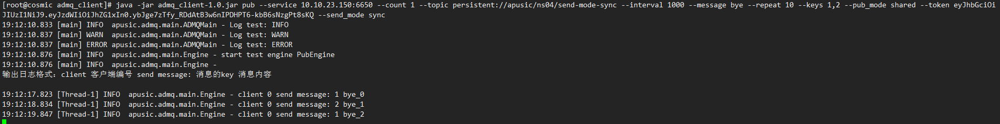 [root@cosmic admq_client]# java -jar admq_client-1.0.jar pub --service 10.10.23.150:6650 --count 1 --topic persistent://apusic/ns04/send-mode-sync --interval 1000 --message bye --repeat 10 --keys 1,2 --pub_mode shared --token eyJhbGciOi
JIUzI1NiJ9.eyJzdWIiOiJhZG1xIn0.ybJge7zTfy_RDdAtB3w6nIPDHPT6-kbB6sNzgPt8sKQ --send_mode sync
19:12:10.833 [main] INFO  apusic.admq.main.ADMQMain - Log test: INFO
19:12:10.837 [main] WARN  apusic.admq.main.ADMQMain - Log test: WARN
19:12:10.837 [main] ERROR apusic.admq.main.ADMQMain - Log test: ERROR
19:12:10.876 [main] INFO  apusic.admq.main.Engine - start test engine PubEngine
19:12:10.876 [main] INFO  apusic.admq.main.Engine -
输出日志格式：client 客户端编号 send message: 消息的key 消息内容
19:12:17.823 [Thread-1] INFO  apusic.admq.main.Engine - client 0 send message: 1 bye_0
19:12:18.834 [Thread-1] INFO  apusic.admq.main.Engine - client 0 send message: 2 bye_1
19:12:19.847 [Thread-1] INFO  apusic.admq.main.Engine - client 0 send message: 1 bye_2